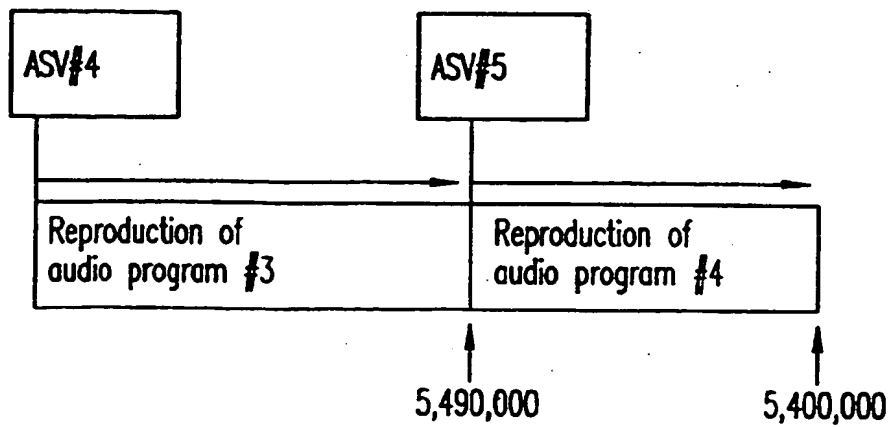 ASV#4
ASV#5
Reproduction of
audio program #3
Reproduction of
audio program #4
5,490,000
5,400,000